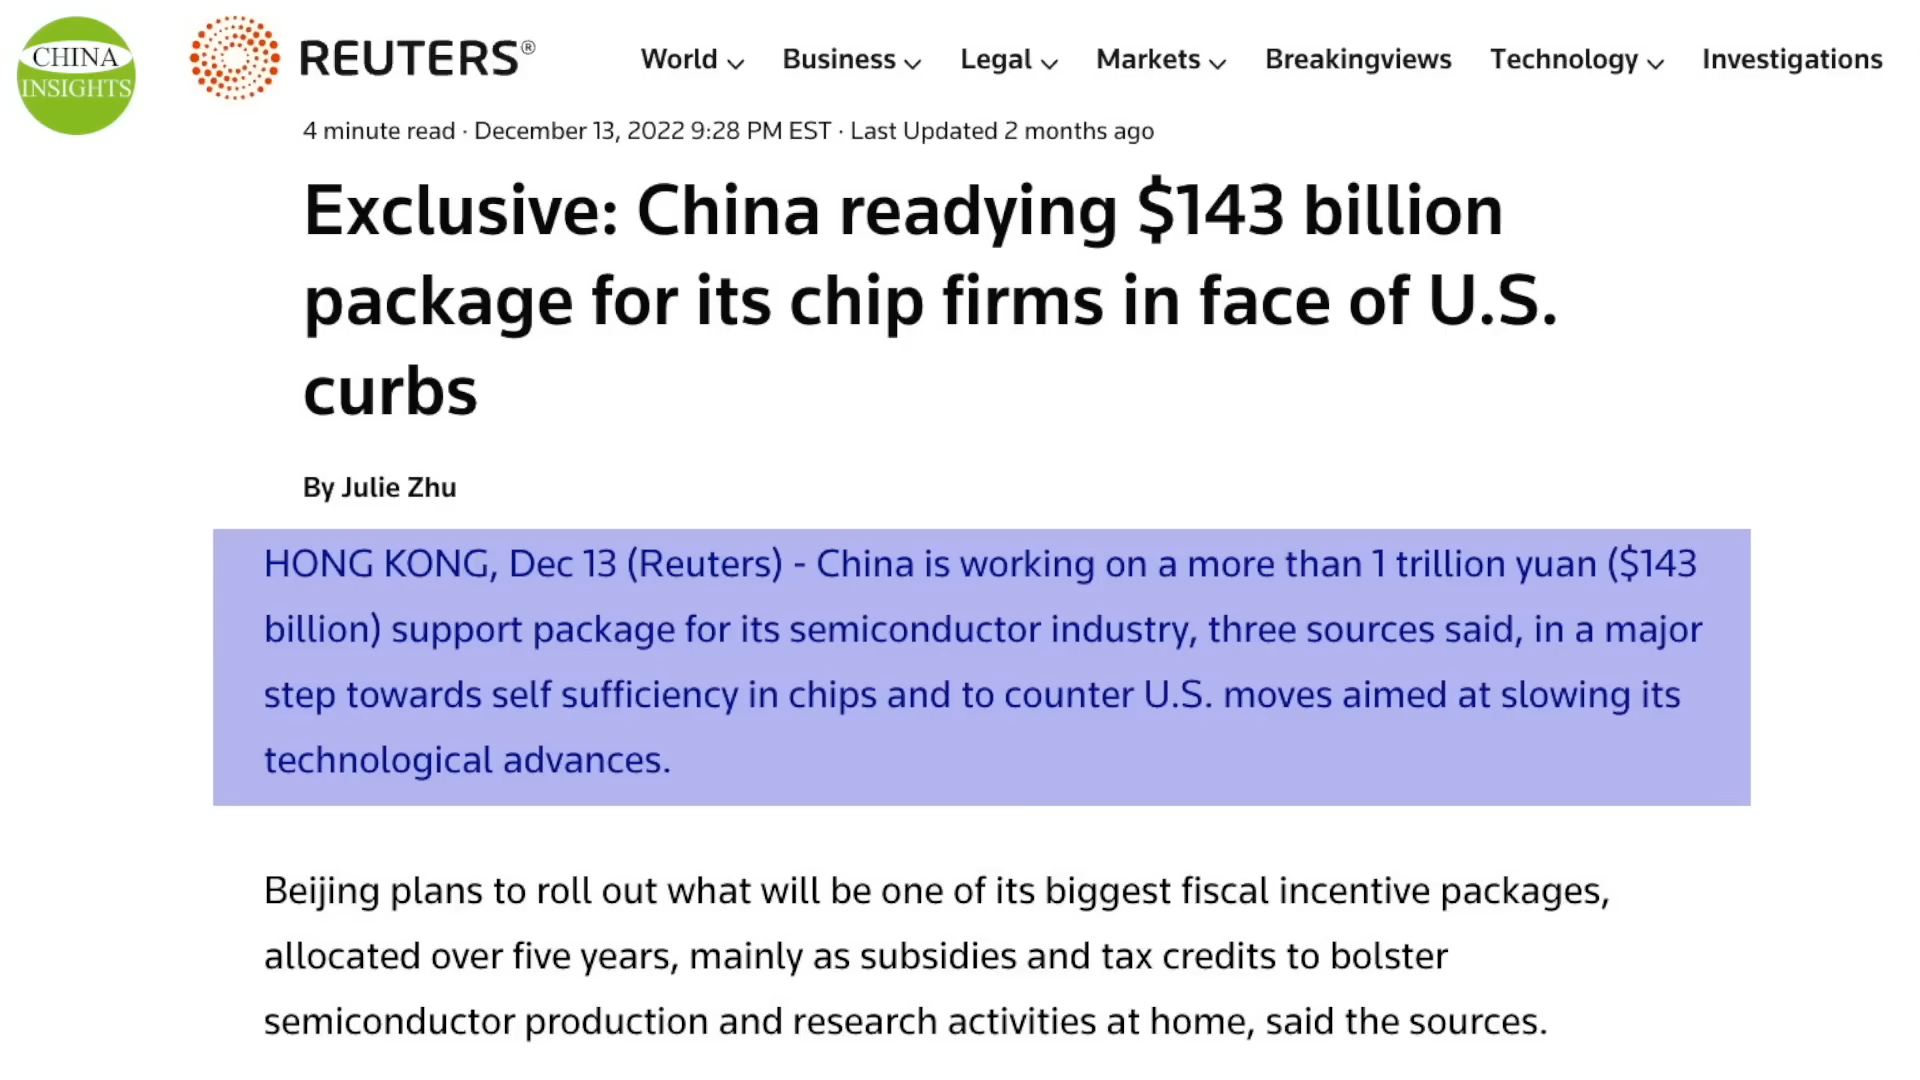 CHINA
INSIGHTS
REUTERS®
World Business Legal Markets Breakingviews Technology Investigations
4 minute read · December 13, 2022 9:28 PM EST · Last Updated 2 months ago
Exclusive: China readying $143 billion
package for its chip firms in face of U.S.
curbs
By Julie Zhu
HONG KONG, Dec 13 (Reuters) - China is working on a more than 1 trillion yuan ($143
billion) support package for its semiconductor industry, three sources said, in a major
step towards self sufficiency in chips and to counter U.S. moves aimed at slowing its
technological advances.
Beijing plans to roll out what will be one of its biggest fiscal incentive packages,
allocated over five years, mainly as subsidies and tax credits to bolster
semiconductor production and research activities at home, said the sources.